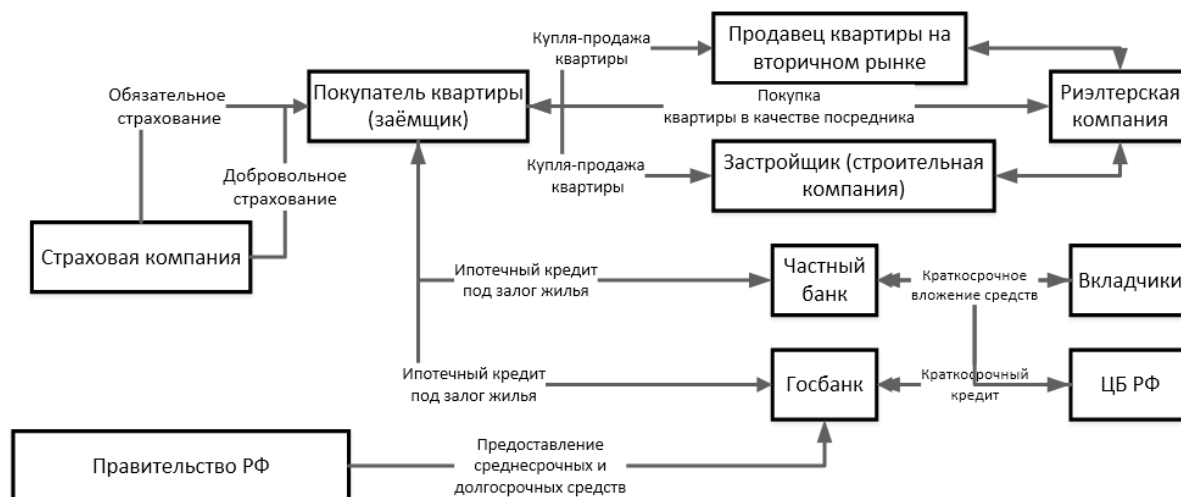 Купля-продажа
квартиры
Продавец квартиры на
вторичном рынке
Обязательное
страхование
Покупатель квартиры
(заёмщик)
Покупка
квартиры в качестве посредника
Риэлтерская
компания
Купля-продажа
квартиры
Застройщик (строительная
компания)
Добровольное
страхование
Страховая компания
Ипотечный кредит
под залог жилья
Частный
банк
Краткосрочное
вложение средств
Вкладчики
Ипотечный кредит
под залог жилья
Госбанк
Краткосрочный
кредит
ЦБ РФ
Правительство РФ
Предоставление
среднесрочных и
долгосрочных средств